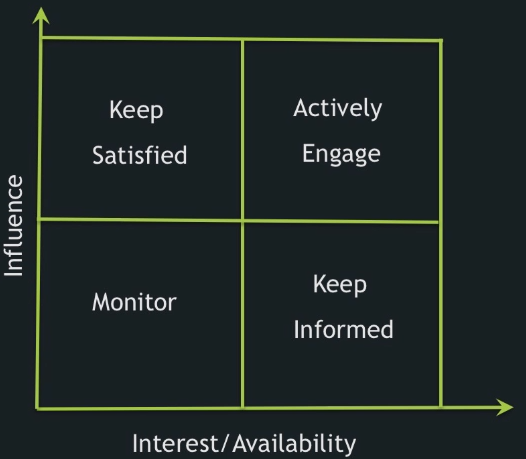 Keep
Satisfied
Actively
Engage
Influence
Monitor
Keep
Informed
Interest/Availability